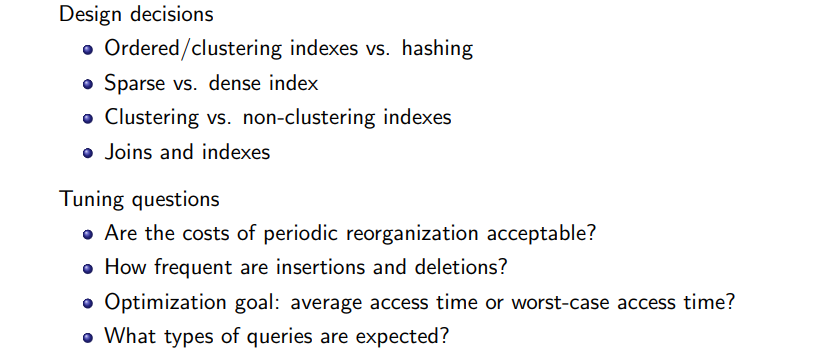 Design decisions
Ordered/clustering indexes vs. hashing
Sparse vs. dense index
Clustering vs. non-clustering indexes
Joins and indexes
Tuning questions
Are the costs of periodic reorganization acceptable?
How frequent are insertions and deletions?
Optimization goal: average access time or worst-case access time?
What types of queries are expected?